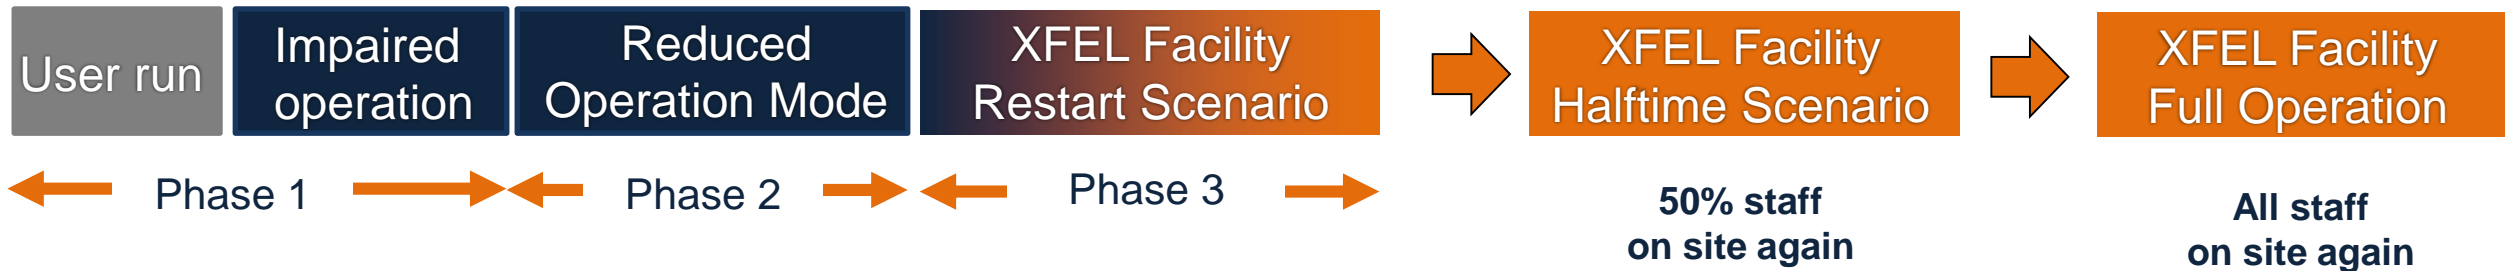 User run
Impaired
operation
Reduced
Operation Mode
XFEL Facility
Restart Scenario
XFEL Facility
Halftime Scenario
XFEL Facility
Full Operation
Phase 1
Phase 2
Phase 3
50% staff
on site again
All staff
on site again